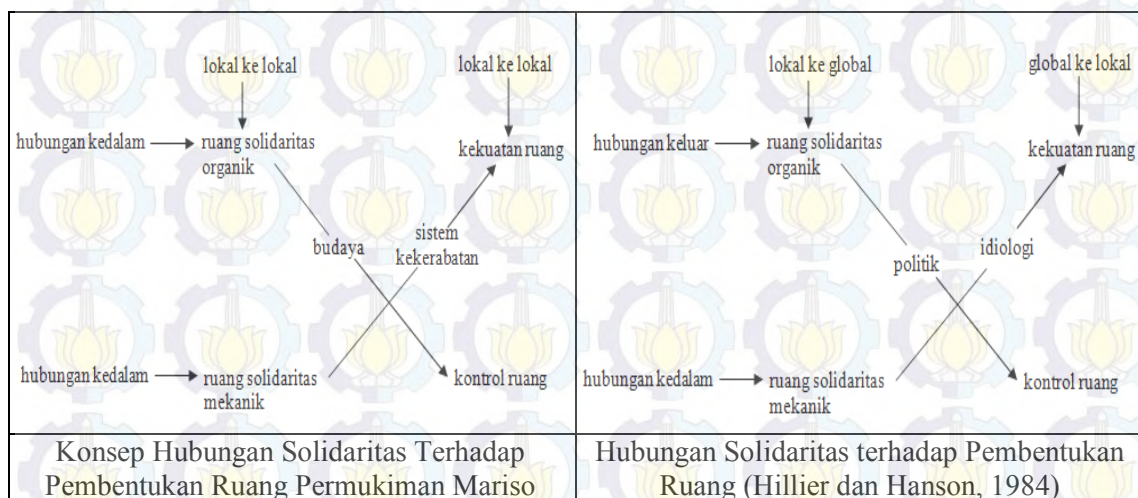 lokal ke lokal
lokal ke lokal
hubungan kedalam
ruang solidaritas
organik
kekuatan ruang
budaya
sistem
kekerabatan
hubungan kedalam
ruang solidaritas
mekanik
kontrol ruang
Konsep Hubungan Solidaritas Terhadap
Pembentukan Ruang Permukiman Mariso
lokal ke global
global ke lokal
hubungan keluar
ruang solidaritas
organik
kekuatan ruang
politik
idiologi
hubungan kedalam
ruang solidaritas
mekanik
kontrol ruang
Hubungan Solidaritas terhadap Pembentukan
Ruang (Hillier dan Hanson, 1984)